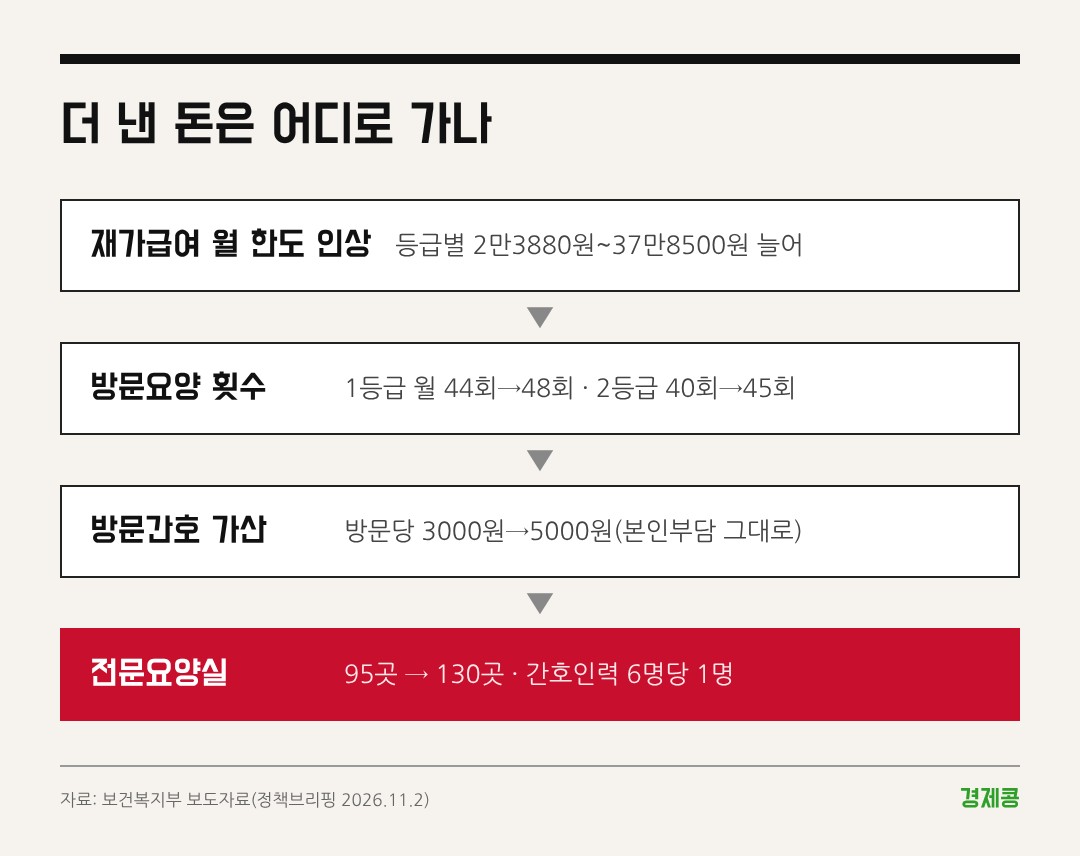 더 낸 돈은 어디로 가나
재가급여 월 한도 인상 등급별 2만3880원~37만8500원 늘어
방문요양 횟수 1등급 월 44회→48회 · 2등급 40회→45회
방문간호 가산 방문당 3000원→5000원(본인부담 그대로)
전문요양실 95곳 → 130곳 · 간호인력 6명당 1명
자료: 보건복지부 보도자료(정책브리핑 2026.11.2) 경제콩